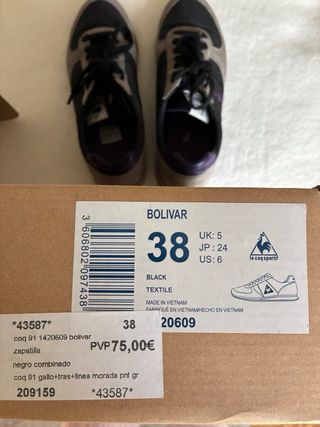 BOLIVAR
38
UK: 5
JP : 24
US: 6
le coq sportif
BLACK
TEXTILE
MADE IN VIETNAM
FABRIQUÉ EN VIETNAM/HECHO EN VIETNAM
20609
3 606802 097438
*43587* 38
coq 91 1420609 bolivar
zapatilla
PVP 75,00€
negro combinado
coq 91 gallo+tras+linea morada pnt gr
209159 *43587*